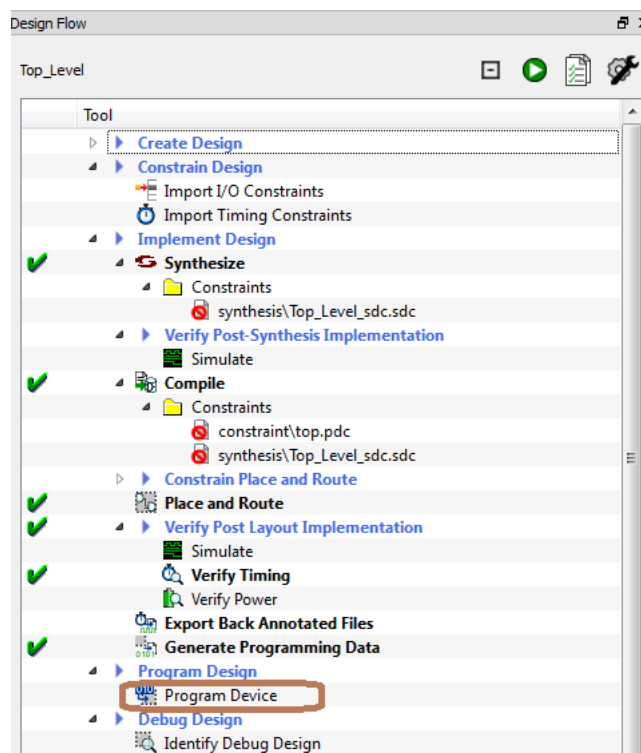 Design Flow
Top_Level
Tool
Create Design
Constrain Design
Import I/O Constraints
Import Timing Constraints
Implement Design
Synthesize
Constraints
synthesis\Top_Level_sdc.sdc
Verify Post-Synthesis Implementation
Simulate
Compile
Constraints
constraint\top.pdc
synthesis\Top_Level_sdc.sdc
Constrain Place and Route
Place and Route
Verify Post Layout Implementation
Simulate
Verify Timing
Verify Power
Export Back Annotated Files
Generate Programming Data
Program Design
Program Device
Debug Design
Identify Debug Design